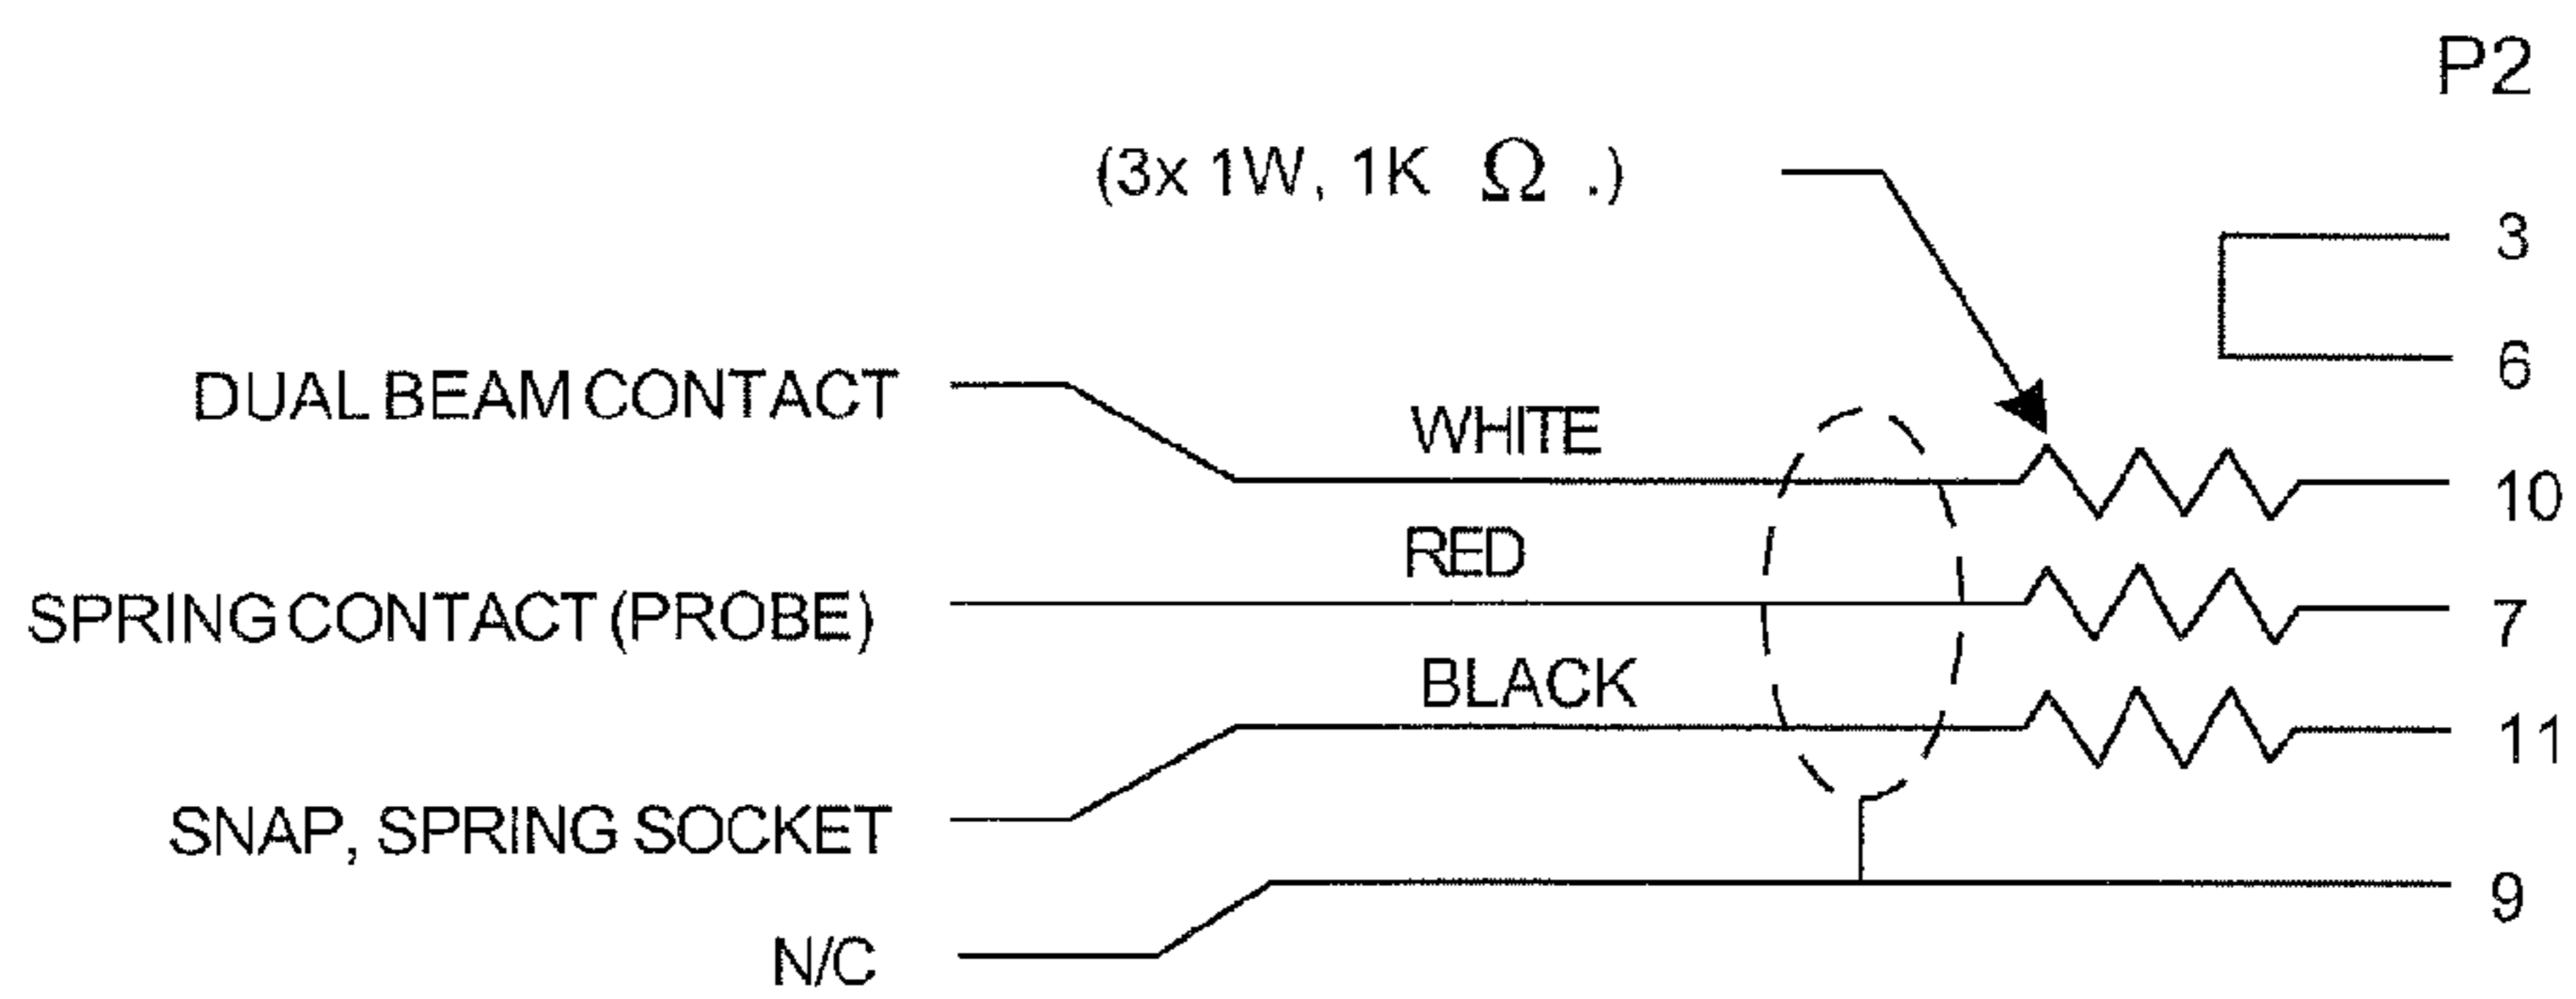 P2
(3x 1W, 1K Ω .)
3
6
DUAL BEAM CONTACT
WHITE
10
RED
SPRING CONTACT (PROBE)
7
BLACK
11
SNAP, SPRING SOCKET
9
N/C